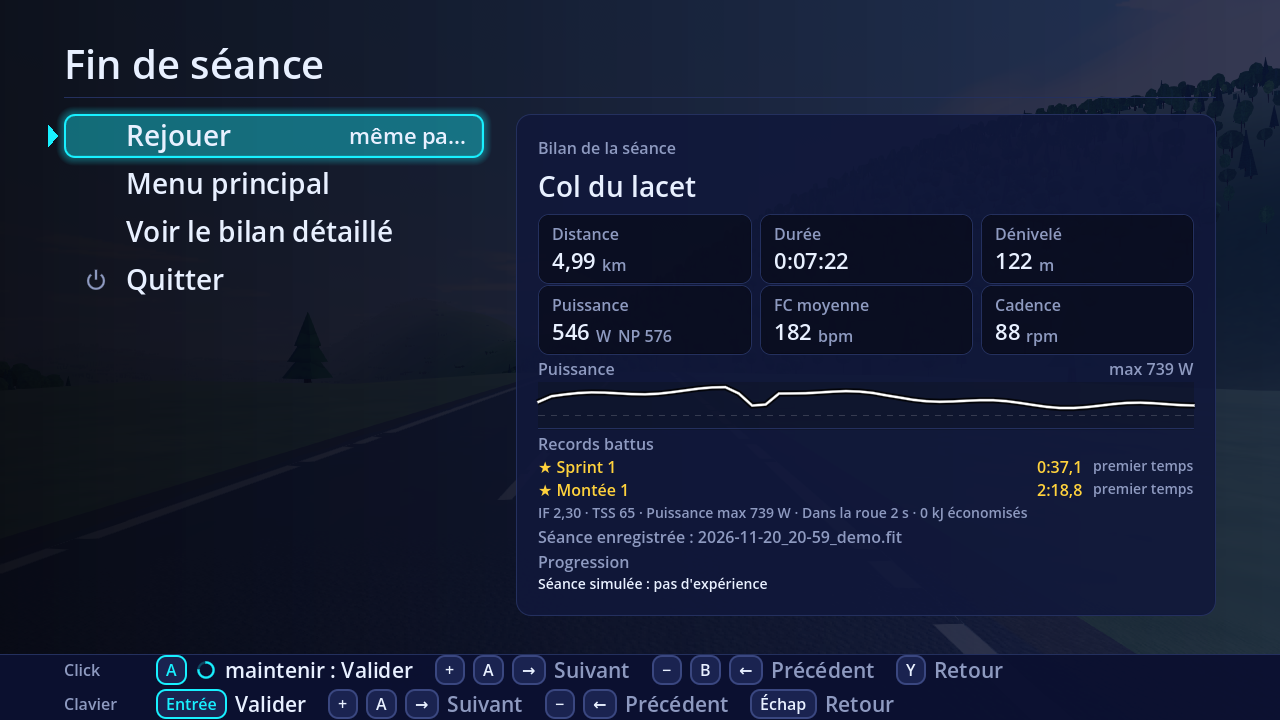 Fin de séance
Rejouer même pa...
Menu principal
Voir le bilan détaillé
Quitter
Bilan de la séance
Col du lacet
Distance Durée Dénivelé
4,99 km 0:07:22 122 m
Puissance FC moyenne Cadence
546 W NP 576 182 bpm 88 rpm
Puissance max 739 W
Records battus
★ Sprint 1 0:37,1 premier temps
★ Montée 1 2:18,8 premier temps
IF 2,30 · TSS 65 · Puissance max 739 W · Dans la roue 2 s · 0 kJ économisés
Séance enregistrée : 2026-11-20_20-59_demo.fit
Progression
Séance simulée : pas d'expérience
Click A maintenir : Valider + A → Suivant − B ← Précédent Y Retour
Clavier Entrée Valider + A → Suivant − ← Précédent Échap Retour